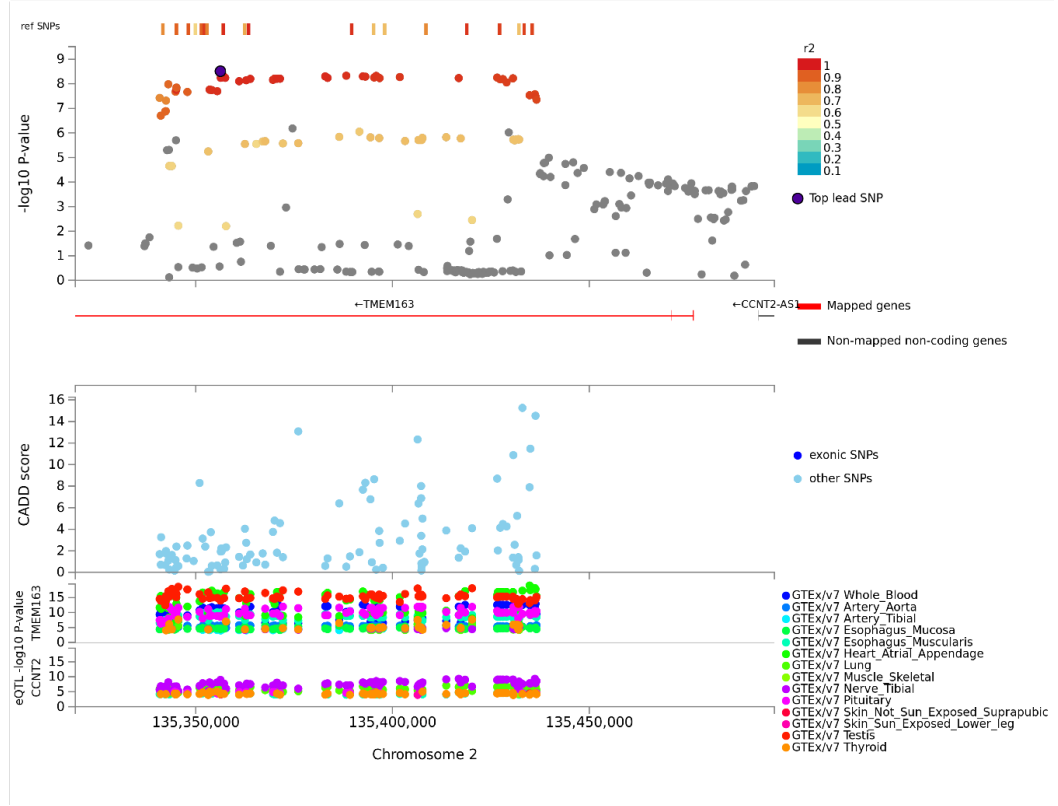 ref SNPs
-log10 P-value
9
8
7
6
5
4
3
2
1
0
r2
1
0.9
0.8
0.7
0.6
0.5
0.4
0.3
0.2
0.1
Top lead SNP
←TMEM163
←CCNT2-AS1
Mapped genes
Non-mapped non-coding genes
CADD score
16
14
12
10
8
6
4
2
0
exonic SNPs
other SNPs
eQTL -log10 P-value
TMEM163
15
10
5
0
CCNT2
15
10
5
0
GTEx/v7 Whole_Blood
GTEx/v7 Artery_Aorta
GTEx/v7 Artery_Tibial
GTEx/v7 Esophagus_Mucosa
GTEx/v7 Esophagus_Muscularis
GTEx/v7 Heart_Atrial_Appendage
GTEx/v7 Lung
GTEx/v7 Muscle_Skeletal
GTEx/v7 Nerve_Tibial
GTEx/v7 Pituitary
GTEx/v7 Skin_Not_Sun_Exposed_Suprapubic
GTEx/v7 Skin_Sun_Exposed_Lower_leg
GTEx/v7 Testis
GTEx/v7 Thyroid
135,350,000
135,400,000
135,450,000
Chromosome 2